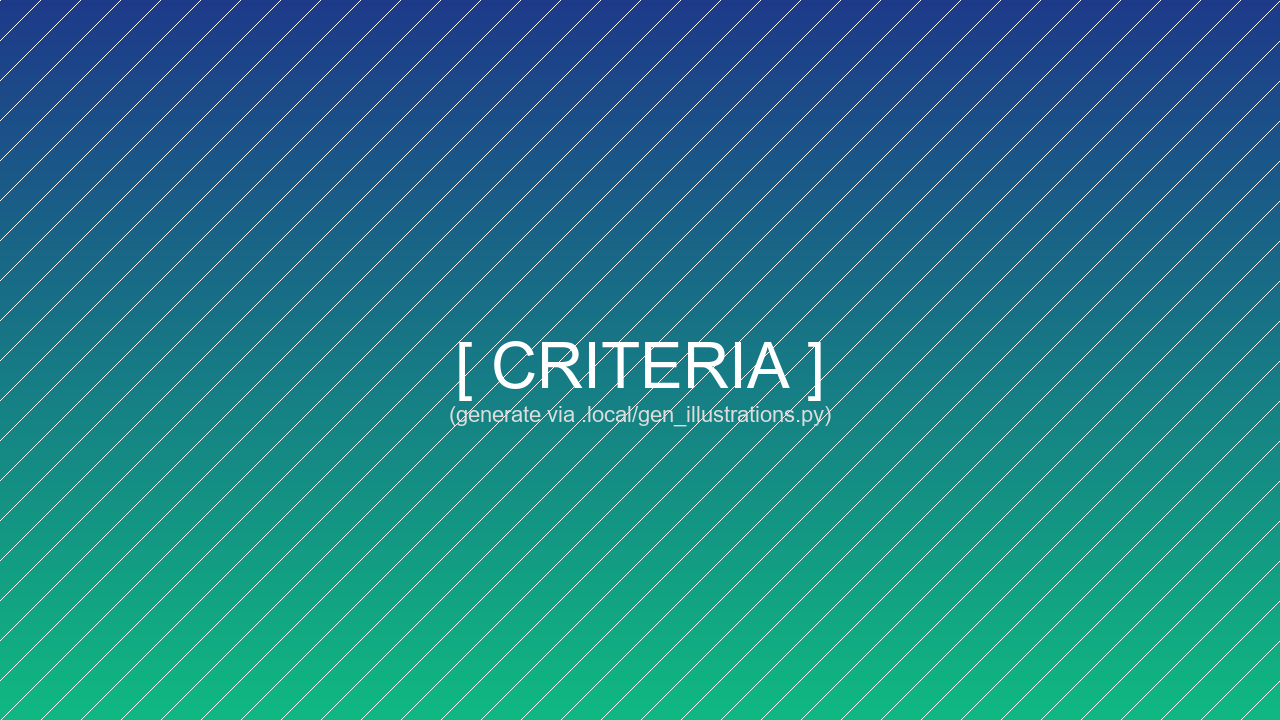 [ CRITERIA ]
(generate via .local/gen_illustrations.py)